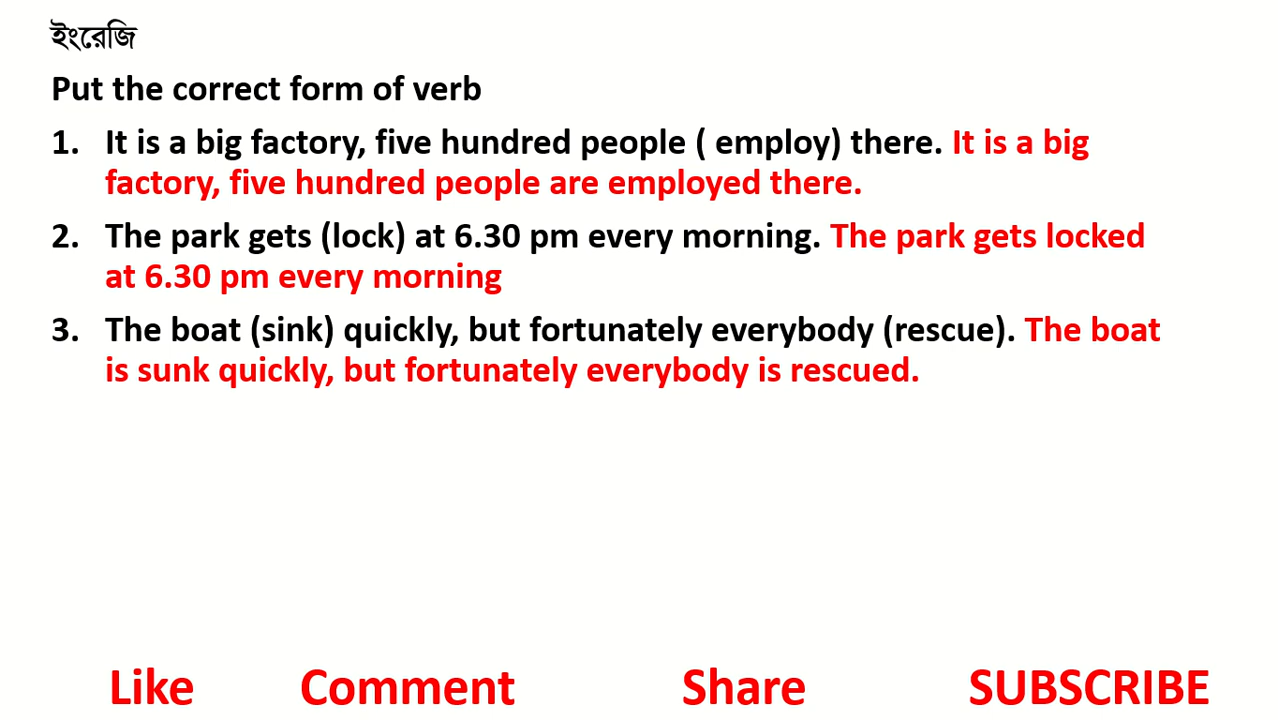 ইংরেজি
Put the correct form of verb
1. It is a big factory, five hundred people ( employ) there. It is a big
factory, five hundred people are employed there.
2. The park gets (lock) at 6.30 pm every morning. The park gets locked
at 6.30 pm every morning
3. The boat (sink) quickly, but fortunately everybody (rescue). The boat
is sunk quickly, but fortunately everybody is rescued.
Like Comment Share SUBSCRIBE